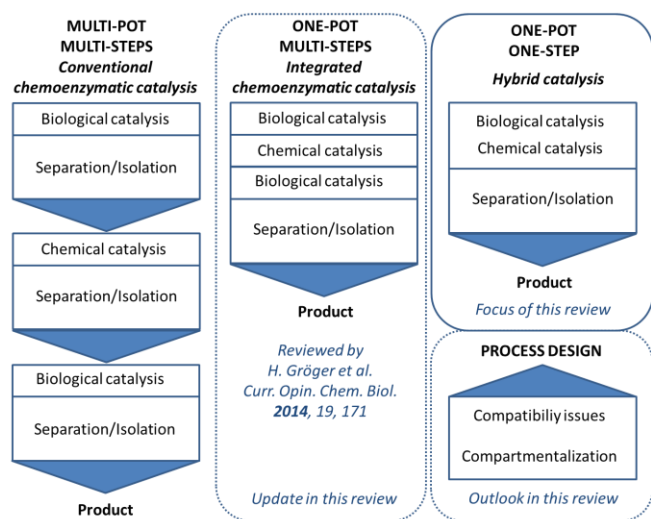 MULTI-POT
MULTI-STEPS
Conventional
chemoenzymatic catalysis
Biological catalysis
Separation/Isolation
Chemical catalysis
Separation/Isolation
Biological catalysis
Separation/Isolation
Product
ONE-POT
MULTI-STEPS
Integrated
chemoenzymatic catalysis
Biological catalysis
Chemical catalysis
Biological catalysis
Separation/Isolation
Product
Reviewed by
H. Gröger et al.
Curr. Opin. Chem. Biol.
2014, 19, 171
Update in this review
ONE-POT
ONE-STEP
Hybrid catalysis
Biological catalysis
Chemical catalysis
Separation/Isolation
Product
Focus of this review
PROCESS DESIGN
Compatibiliy issues
Compartmentalization
Outlook in this review